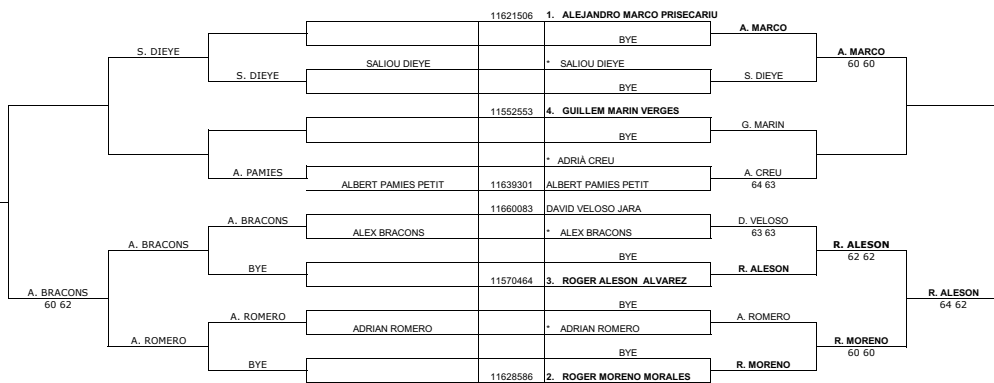 11621506 1. ALEJANDRO MARCO PRISECARIU
A. MARCO
BYE
S. DIEYE A. MARCO
60 60
SALIOU DIEYE * SALIOU DIEYE
S. DIEYE S. DIEYE
BYE
11552553 4. GUILLEM MARIN VERGES
G. MARIN
BYE
* ADRIÀ CREU
A. PAMIES A. CREU
ALBERT PAMIES PETIT 11639301 ALBERT PAMIES PETIT 64 63
11660083 DAVID VELOSO JARA
A. BRACONS D. VELOSO
ALEX BRACONS * ALEX BRACONS 63 63
A. BRACONS R. ALESON
62 62
BYE
BYE R. ALESON
11570464 3. ROGER ALESON ALVAREZ
A. BRACONS R. ALESON
60 62 64 62
BYE
A. ROMERO A. ROMERO
ADRIAN ROMERO * ADRIAN ROMERO
A. ROMERO R. MORENO
60 60
BYE
BYE R. MORENO
11628586 2. ROGER MORENO MORALES